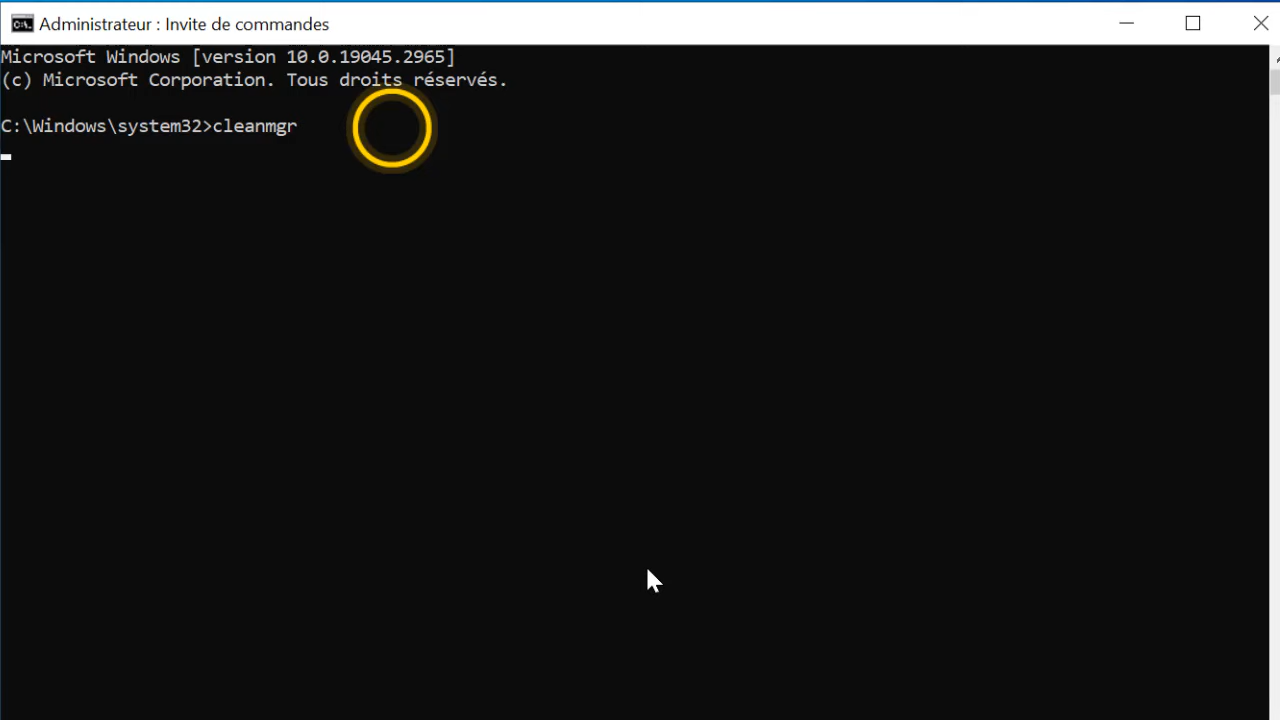 Administrateur : Invite de commandes
Microsoft Windows [version 10.0.19045.2965]
(c) Microsoft Corporation. Tous droits réservés.
C:\Windows\system32>cleanmgr